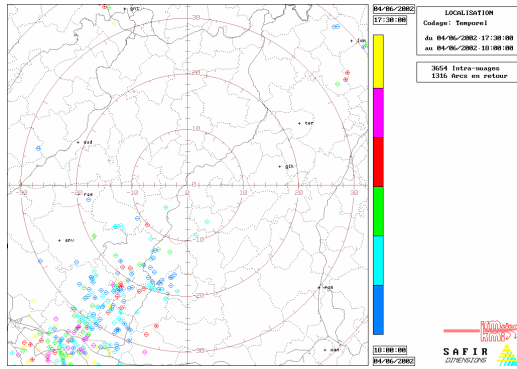 04/06/2002
17:30:00
LOCALISATION
Codage: Temporel
du 04/06/2002-17:30:00
au 04/06/2002-18:00:00
3654 Intra-nuages
1316 Arcs en retour
30
20
10
-30
-20
-10
0
10
20
30
-10
-20
-30
ter
glk
18:00:00
04/06/2002
SAFIR
DIMENSIONS